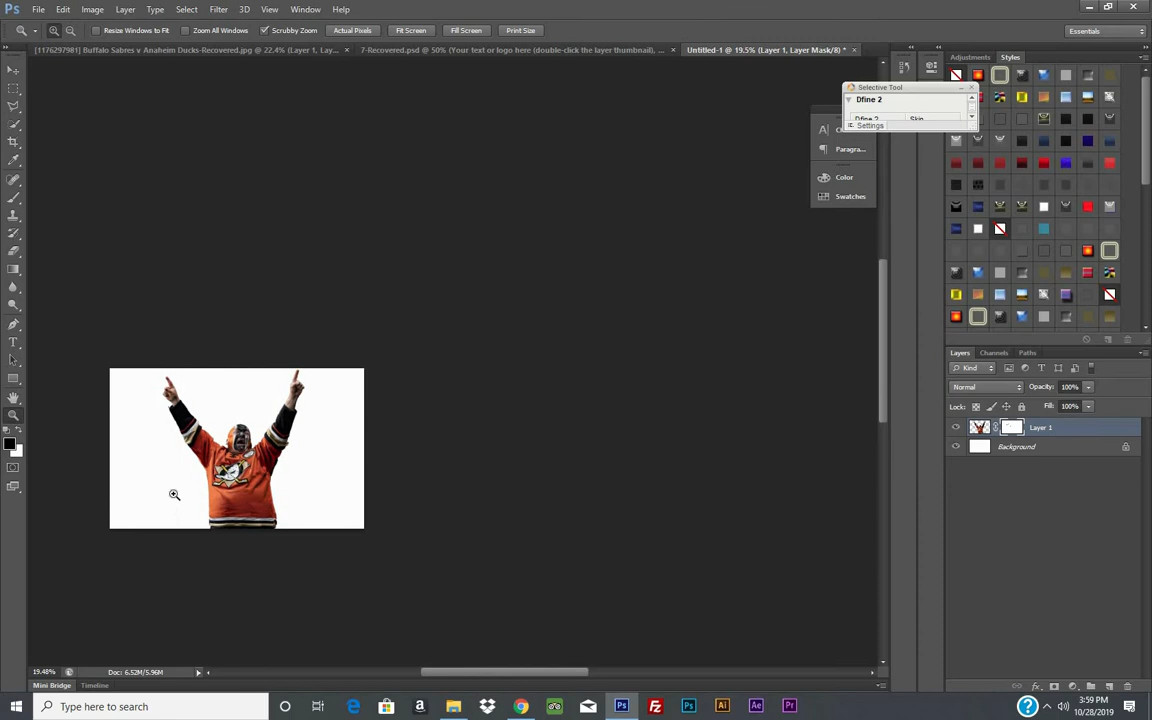 Ps File Edit Image Layer Type Select Filter 3D View Window Help
Resize Windows to Fit Zoom All Windows Scrubby Zoom Actual Pixels Fit Screen Fill Screen Print Size Essentials
[1176297981] Buffalo Sabres v Anaheim Ducks-Recovered.jpg @ 22.4% (Layer 1, L... × 7-Recovered.psd @ 50% (Your text or logo here (double-click the layer thumbnail), ... × Untitled-1 @ 19.5% (Layer 1, Layer Mask/8) * ×
Adjustments Styles
Selective Tool
Dfine 2
Dfine 2 Skin
Settings
Paragra...
Color
Swatches
Layers Channels Paths
Kind
Normal Opacity: 100%
Lock: Fill: 100%
Layer 1
Background
19.48% Doc: 6.52M/5.96M
Mini Bridge Timeline
Type here to search
3:59 PM
10/28/2019